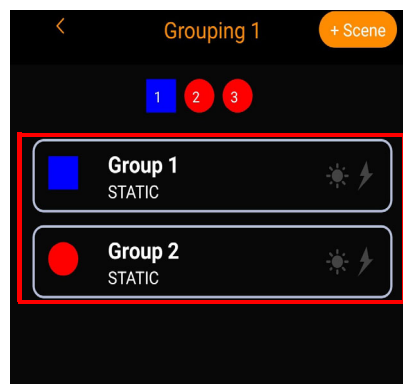 Grouping 1
+ Scene
1 2 3
Group 1
STATIC
Group 2
STATIC